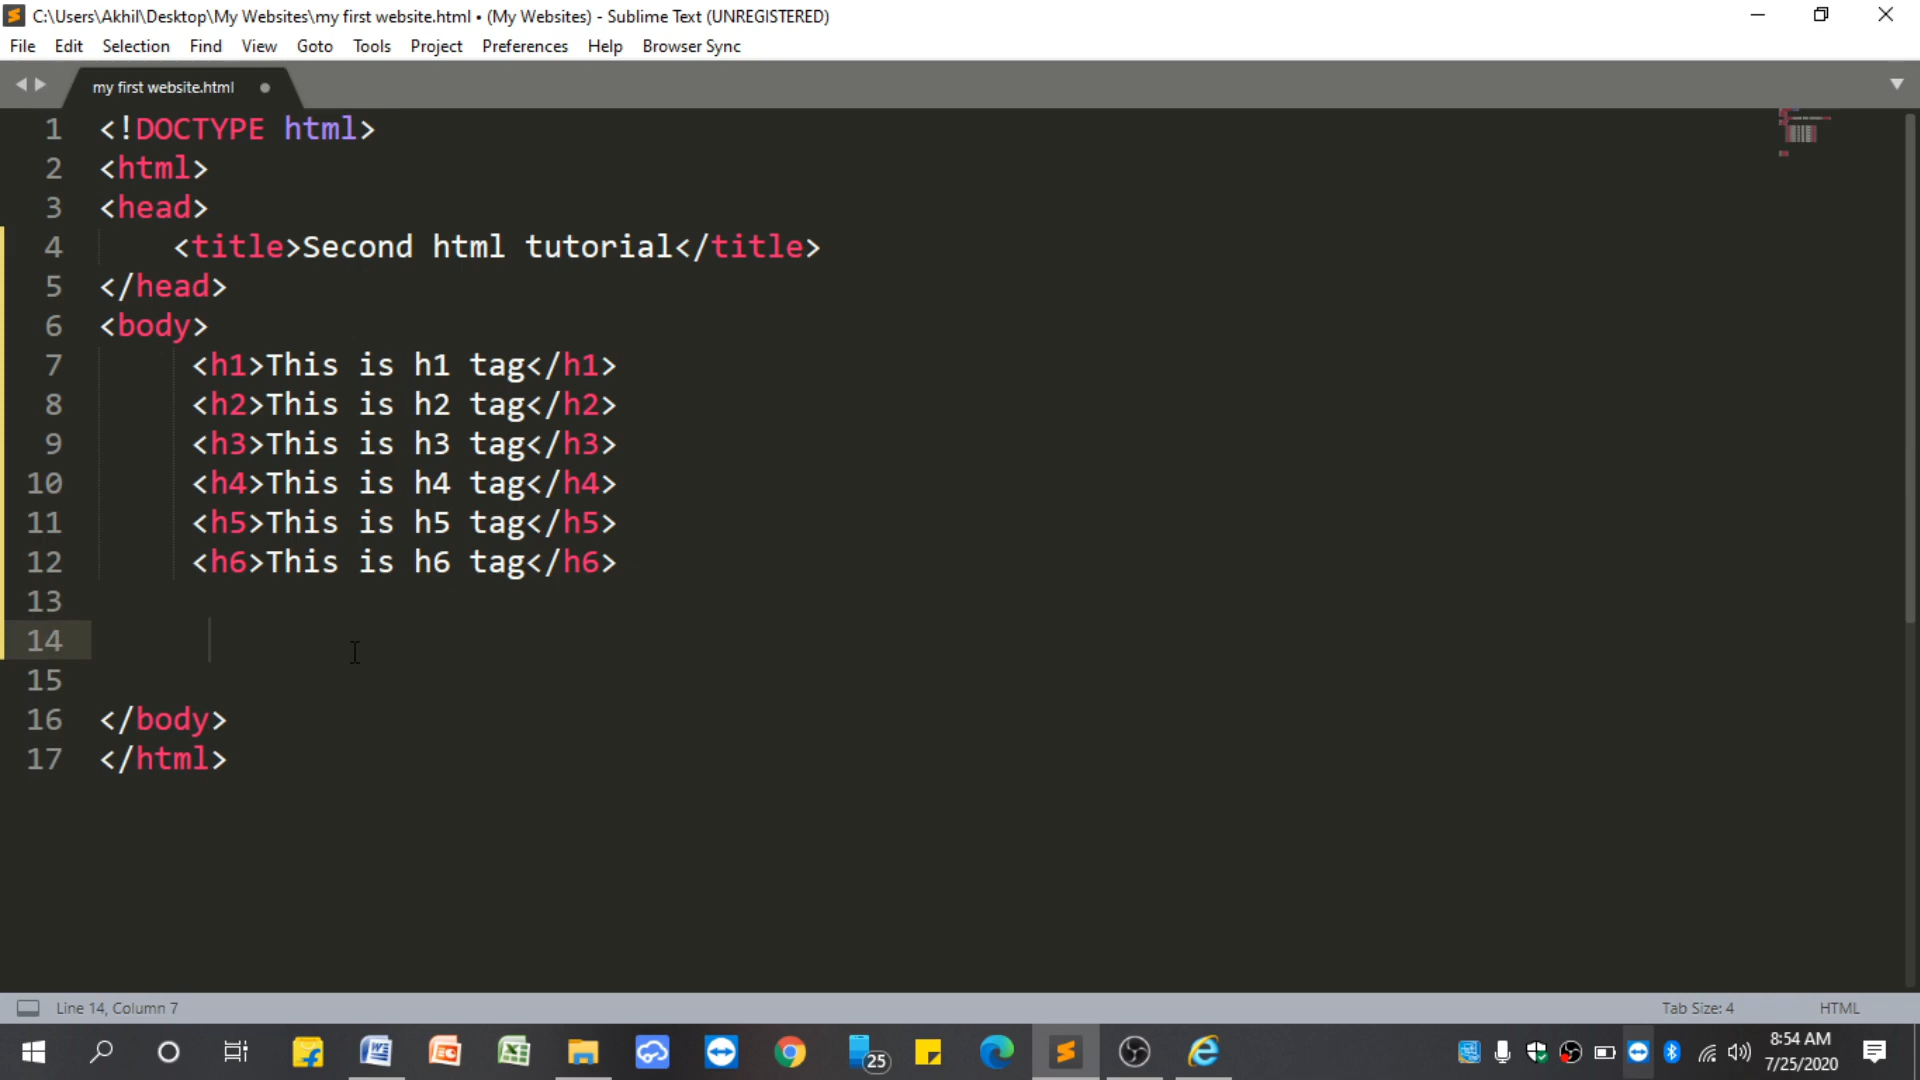 C:\Users\Akhil\Desktop\My Websites\my first website.html • (My Websites) - Sublime Text (UNREGISTERED)
File Edit Selection Find View Goto Tools Project Preferences Help Browser Sync
my first website.html
1 <!DOCTYPE html>
2 <html>
3 <head>
4 <title>Second html tutorial</title>
5 </head>
6 <body>
7 <h1>This is h1 tag</h1>
8 <h2>This is h2 tag</h2>
9 <h3>This is h3 tag</h3>
10 <h4>This is h4 tag</h4>
11 <h5>This is h5 tag</h5>
12 <h6>This is h6 tag</h6>
13
14
15
16 </body>
17 </html>
Line 14, Column 7 Tab Size: 4 HTML
25
8:54 AM
7/25/2020